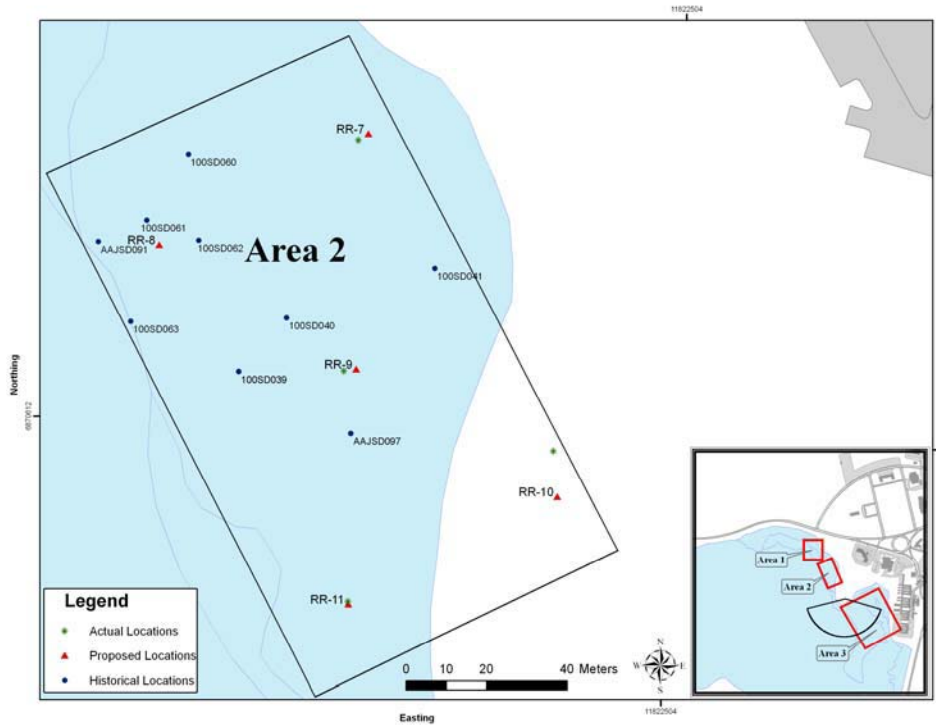 11822504
RR-7
100SD060
100SD061
RR-8
AAJSD091
100SD062
Area 2
100SD041
100SD063
100SD040
RR-9
100SD039
Northing
6870612
AAJSD097
RR-10
RR-11
Legend
Actual Locations
Proposed Locations
Historical Locations
0 10 20 40 Meters
N
W E
S
Area 1
Area 2
Area 3
Easting
11822504